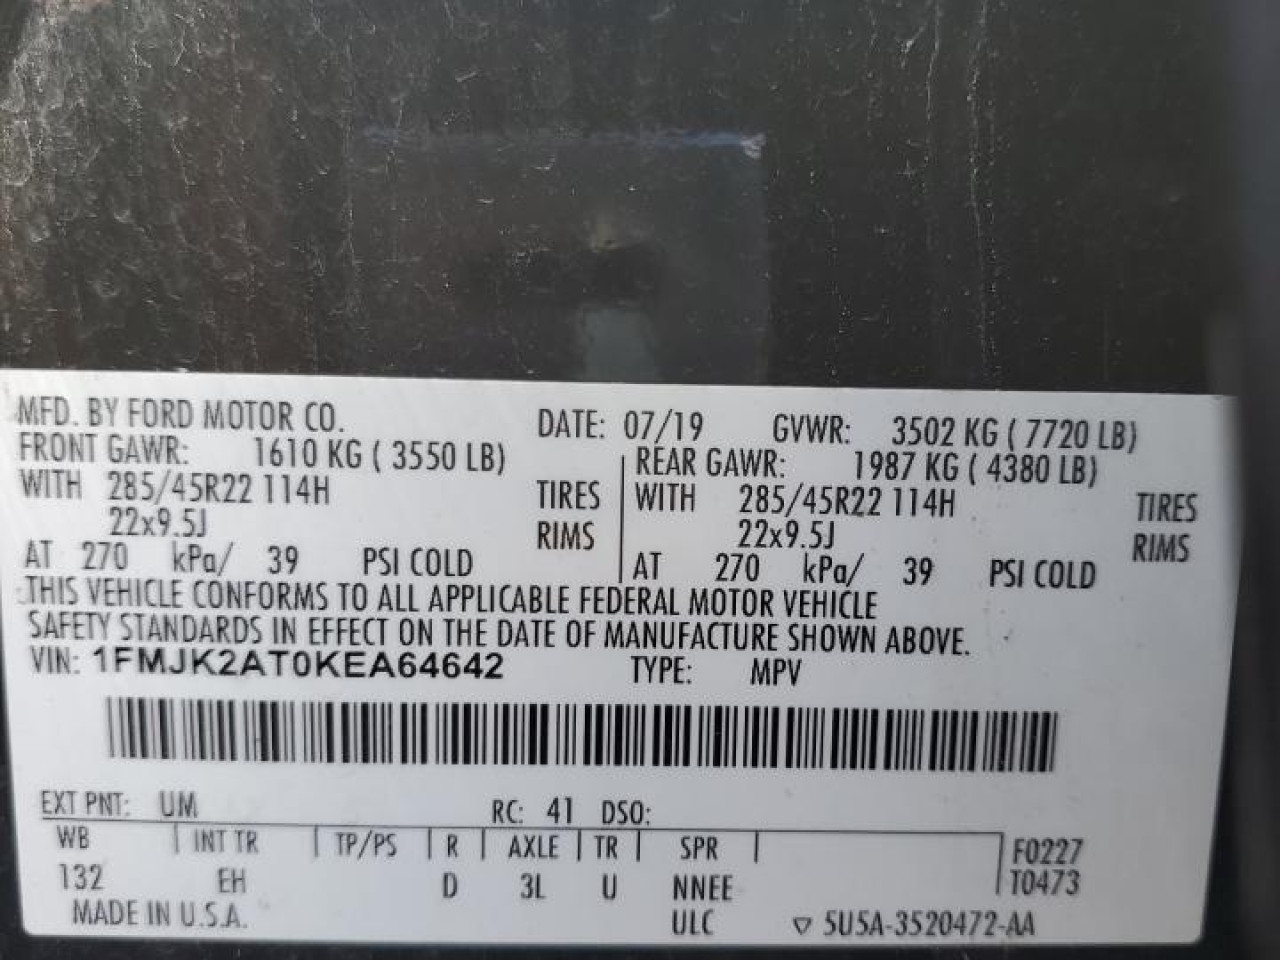 MFD. BY FORD MOTOR CO. DATE: 07/19 GVWR: 3502 KG ( 7720 LB)
FRONT GAWR: 1610 KG ( 3550 LB) REAR GAWR: 1987 KG ( 4380 LB)
WITH 285/45R22 114H TIRES WITH 285/45R22 114H TIRES
22x9.5J RIMS 22x9.5J RIMS
AT 270 kPa/ 39 PSI COLD AT 270 kPa/ 39 PSI COLD
THIS VEHICLE CONFORMS TO ALL APPLICABLE FEDERAL MOTOR VEHICLE
SAFETY STANDARDS IN EFFECT ON THE DATE OF MANUFACTURE SHOWN ABOVE.
VIN: 1FMJK2AT0KEA64642 TYPE: MPV
EXT PNT: UM RC: 41 DSO:
WB INT TR TP/PS R AXLE TR SPR F0227
132 EH D 3L U NNEE T0473
MADE IN U.S.A. ULC ▽ 5U5A-3520472-AA